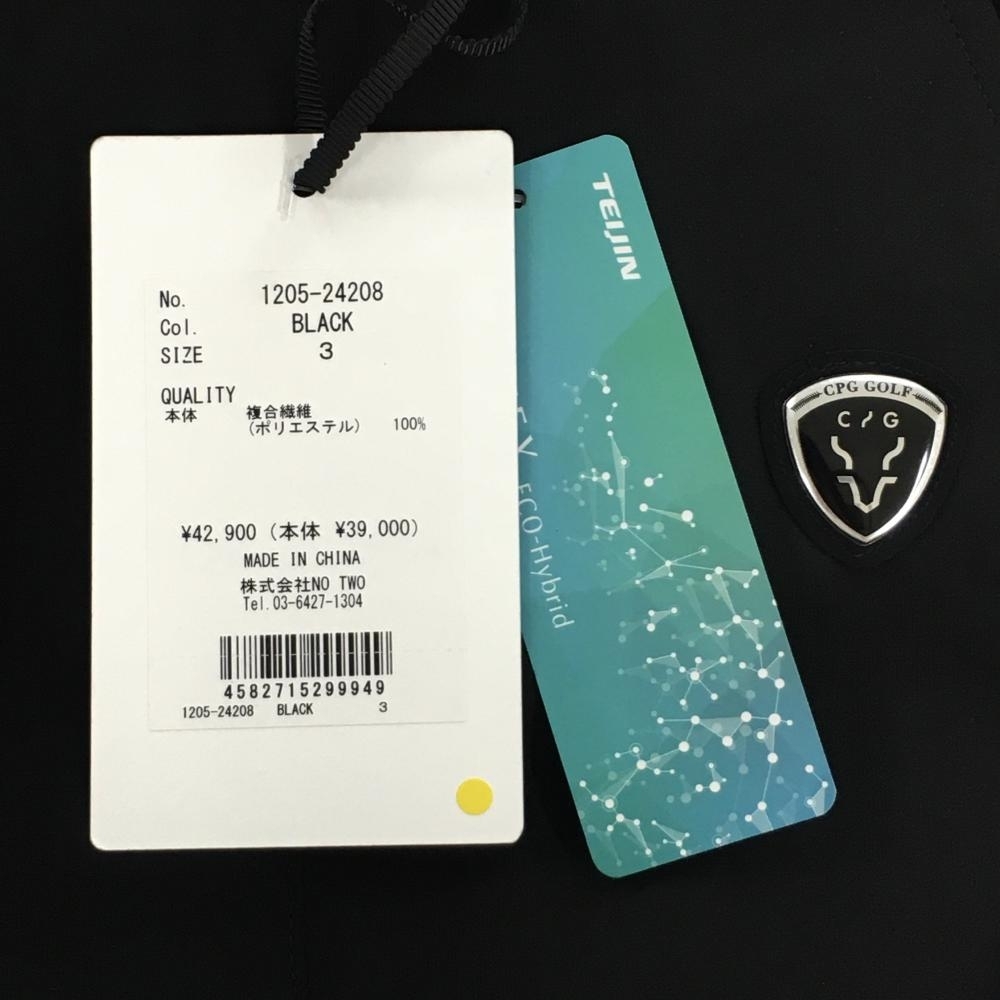 No. 1205-24208
Col. BLACK
SIZE 3
QUALITY
本体 複合繊維
(ポリエステル) 100%
¥42,900 (本体 ¥39,000)
MADE IN CHINA
株式会社NO TWO
Tel.03-6427-1304
4582715299949
1205-24208 BLACK 3
TEIJIN
ECO-Hybrid
CPG GOLF
C G